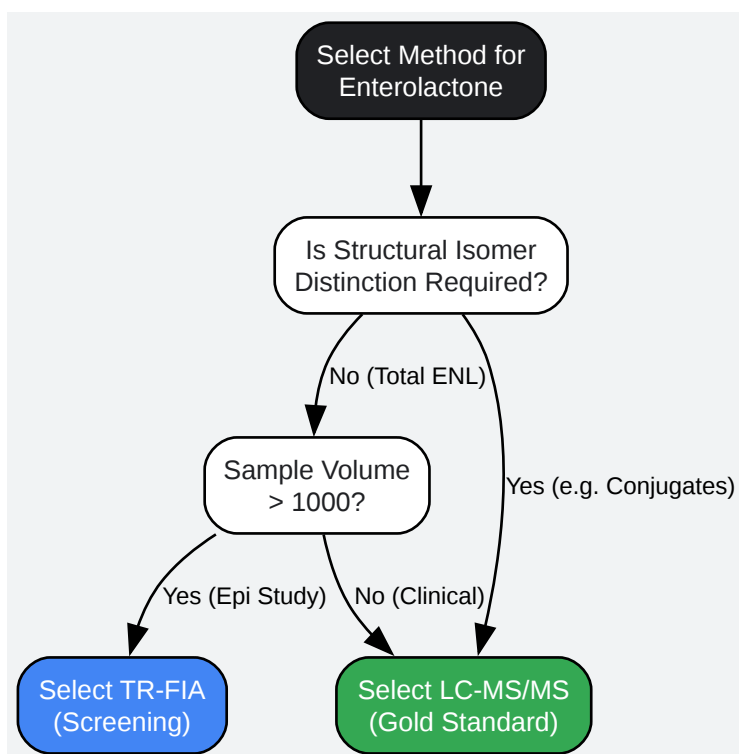 Select Method for
Enterolactone
Is Structural Isomer
Distinction Required?
No (Total ENL)
Sample Volume
> 1000?
Yes (e.g. Conjugates)
Yes (Epi Study)
No (Clinical)
Select TR-FIA
(Screening)
Select LC-MS/MS
(Gold Standard)